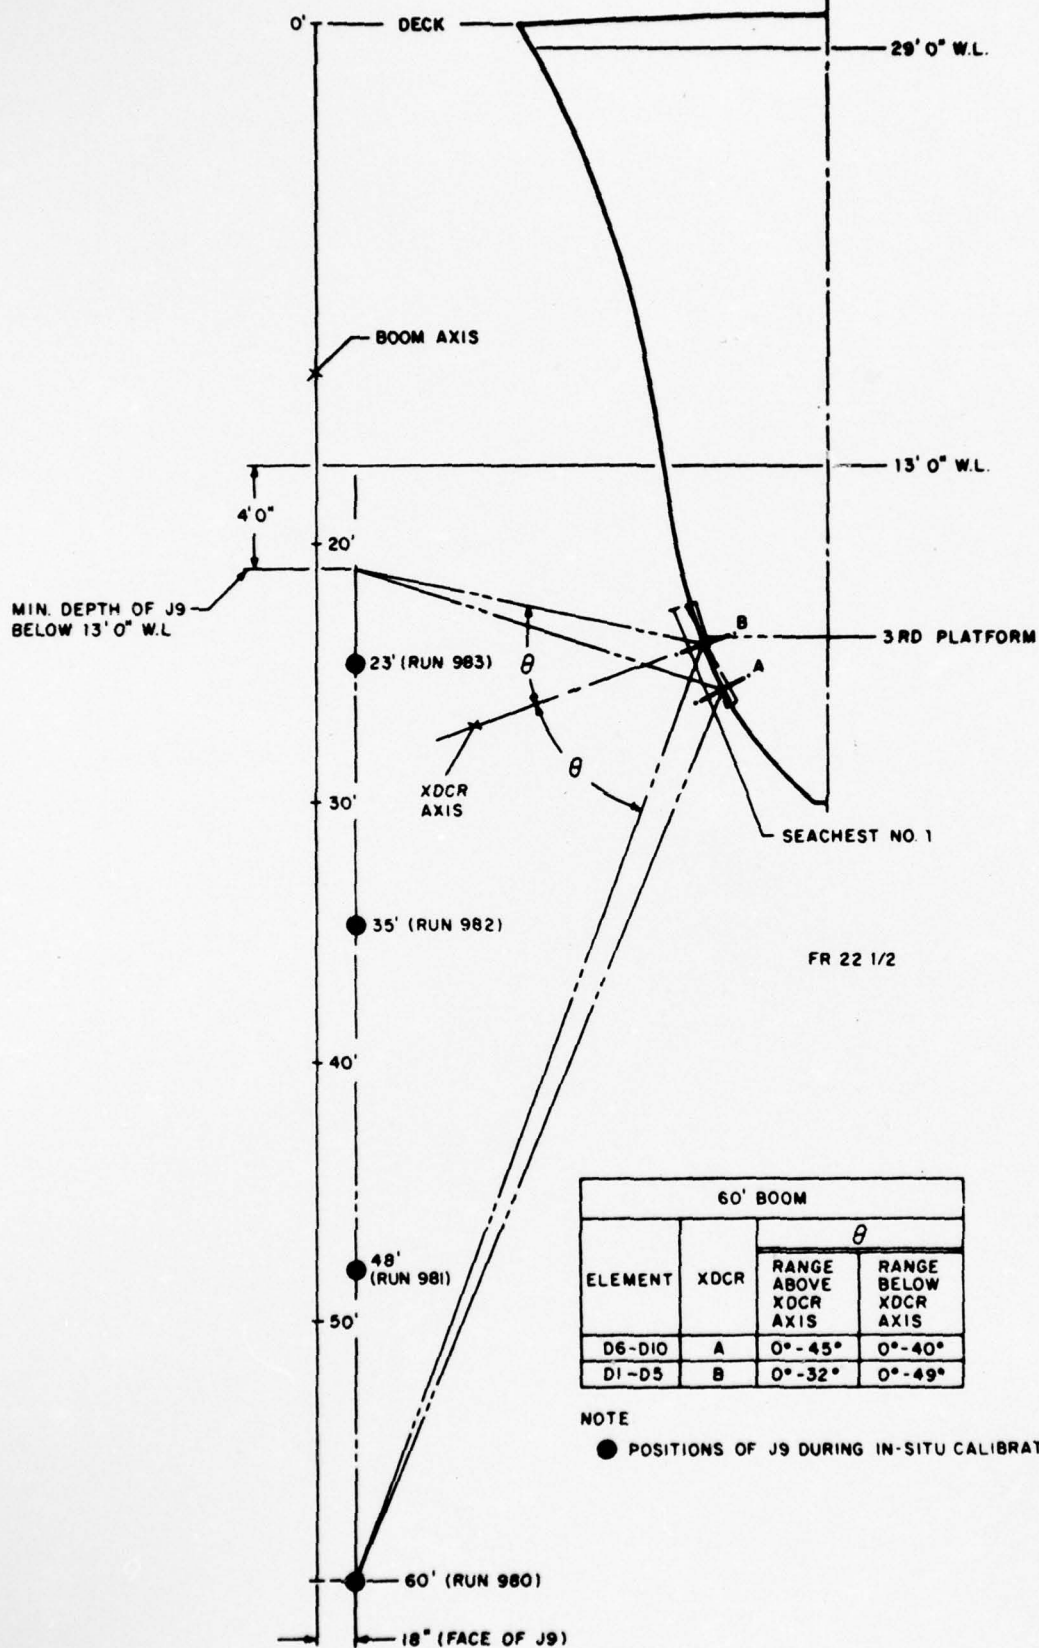 0' DECK
29' 0" W.L.
BOOM AXIS
13' 0" W.L.
4' 0"
20'
MIN. DEPTH OF J9
BELOW 13' 0" W.L
B
3RD PLATFORM
23' (RUN 983)
θ
A
θ
XDCR
AXIS
30'
SEACHEST NO. 1
35' (RUN 982)
FR 22 1/2
40'
48'
(RUN 981)
50'
60' BOOM
θ
ELEMENT XDCR RANGE ABOVE XDCR AXIS RANGE BELOW XDCR AXIS
D6-D10 A 0°-45° 0°-40°
D1-D5 B 0°-32° 0°-49°
NOTE
POSITIONS OF J9 DURING IN-SITU CALIBRAT
60' (RUN 980)
18" (FACE OF J9)